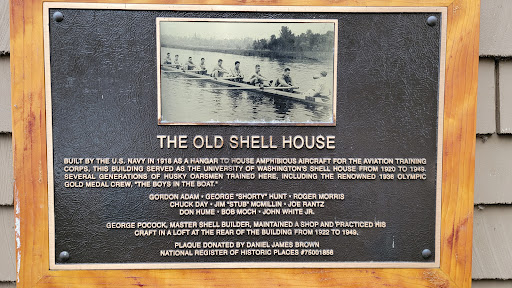 THE OLD SHELL HOUSE
BUILT BY THE U.S. NAVY IN 1918 AS A HANGAR TO HOUSE AMPHIBIOUS AIRCRAFT FOR THE AVIATION TRAINING
CORPS, THIS BUILDING SERVED AS THE UNIVERSITY OF WASHINGTON'S SHELL HOUSE FROM 1920 TO 1949.
SEVERAL GENERATIONS OF HUSKY OARSMEN TRAINED HERE, INCLUDING THE RENOWNED 1936 OLYMPIC
GOLD MEDAL CREW, "THE BOYS IN THE BOAT."
GORDON ADAM • GEORGE "SHORTY" HUNT • ROGER MORRIS
CHUCK DAY • JIM "STUB" MCMILLIN • JOE RANTZ
DON HUME • BOB MOCH • JOHN WHITE JR.
GEORGE POCOCK, MASTER SHELL BUILDER, MAINTAINED A SHOP AND PRACTICED HIS
CRAFT IN A LOFT AT THE REAR OF THE BUILDING FROM 1922 TO 1949.
PLAQUE DONATED BY DANIEL JAMES BROWN
NATIONAL REGISTER OF HISTORIC PLACES #75001856